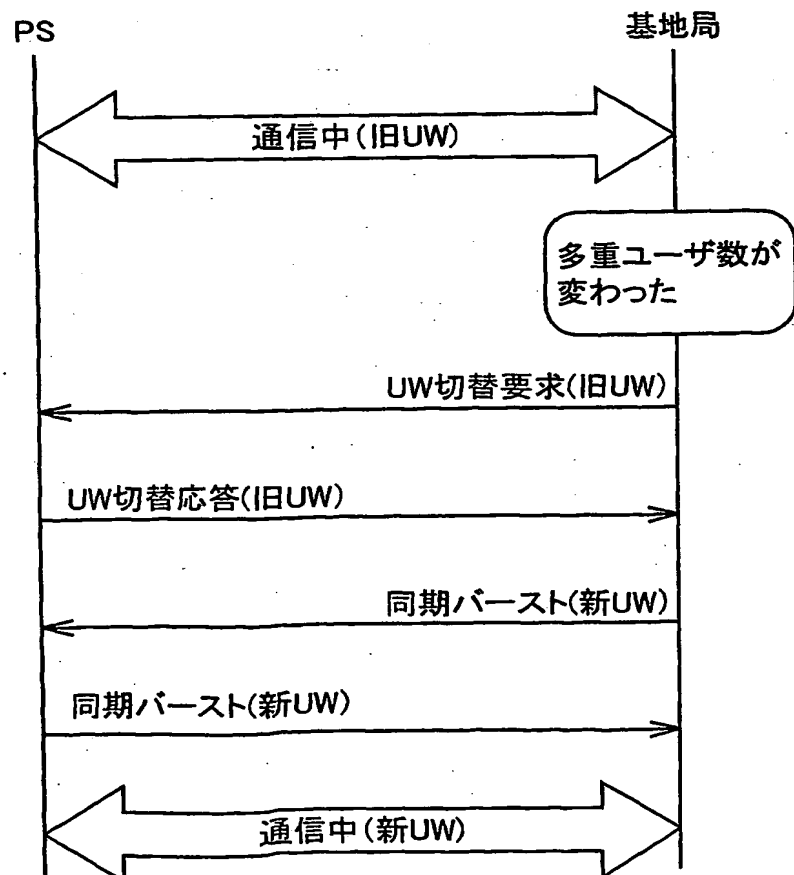 PS
基地局
通信中(旧UW)
多重ユーザ数が
変わった
UW切替要求(旧UW)
UW切替応答(旧UW)
同期バースト(新UW)
同期バースト(新UW)
通信中(新UW)